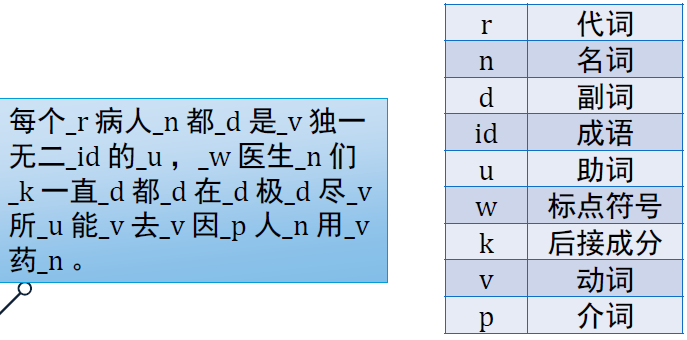 每个_r 病人_n 都_d 是_v 独一
无二_id 的_u ，_w 医生_n 们
_k 一直_d 都_d 在_d 极_d 尽_v
所_u 能_v 去_v 因_p 人_n 用_v
药_n 。
r 代词
n 名词
d 副词
id 成语
u 助词
w 标点符号
k 后接成分
v 动词
p 介词